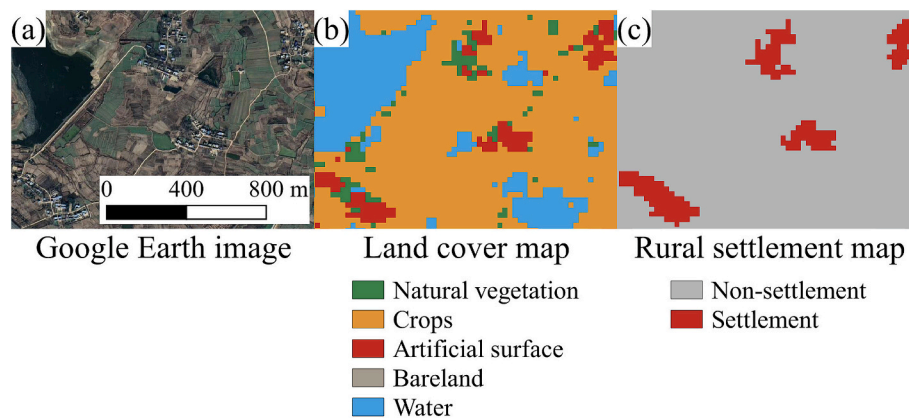 (a)
(b)
(c)
0 400 800 m
Google Earth image
Land cover map
Rural settlement map
Natural vegetation
Crops
Artificial surface
Bareland
Water
Non-settlement
Settlement